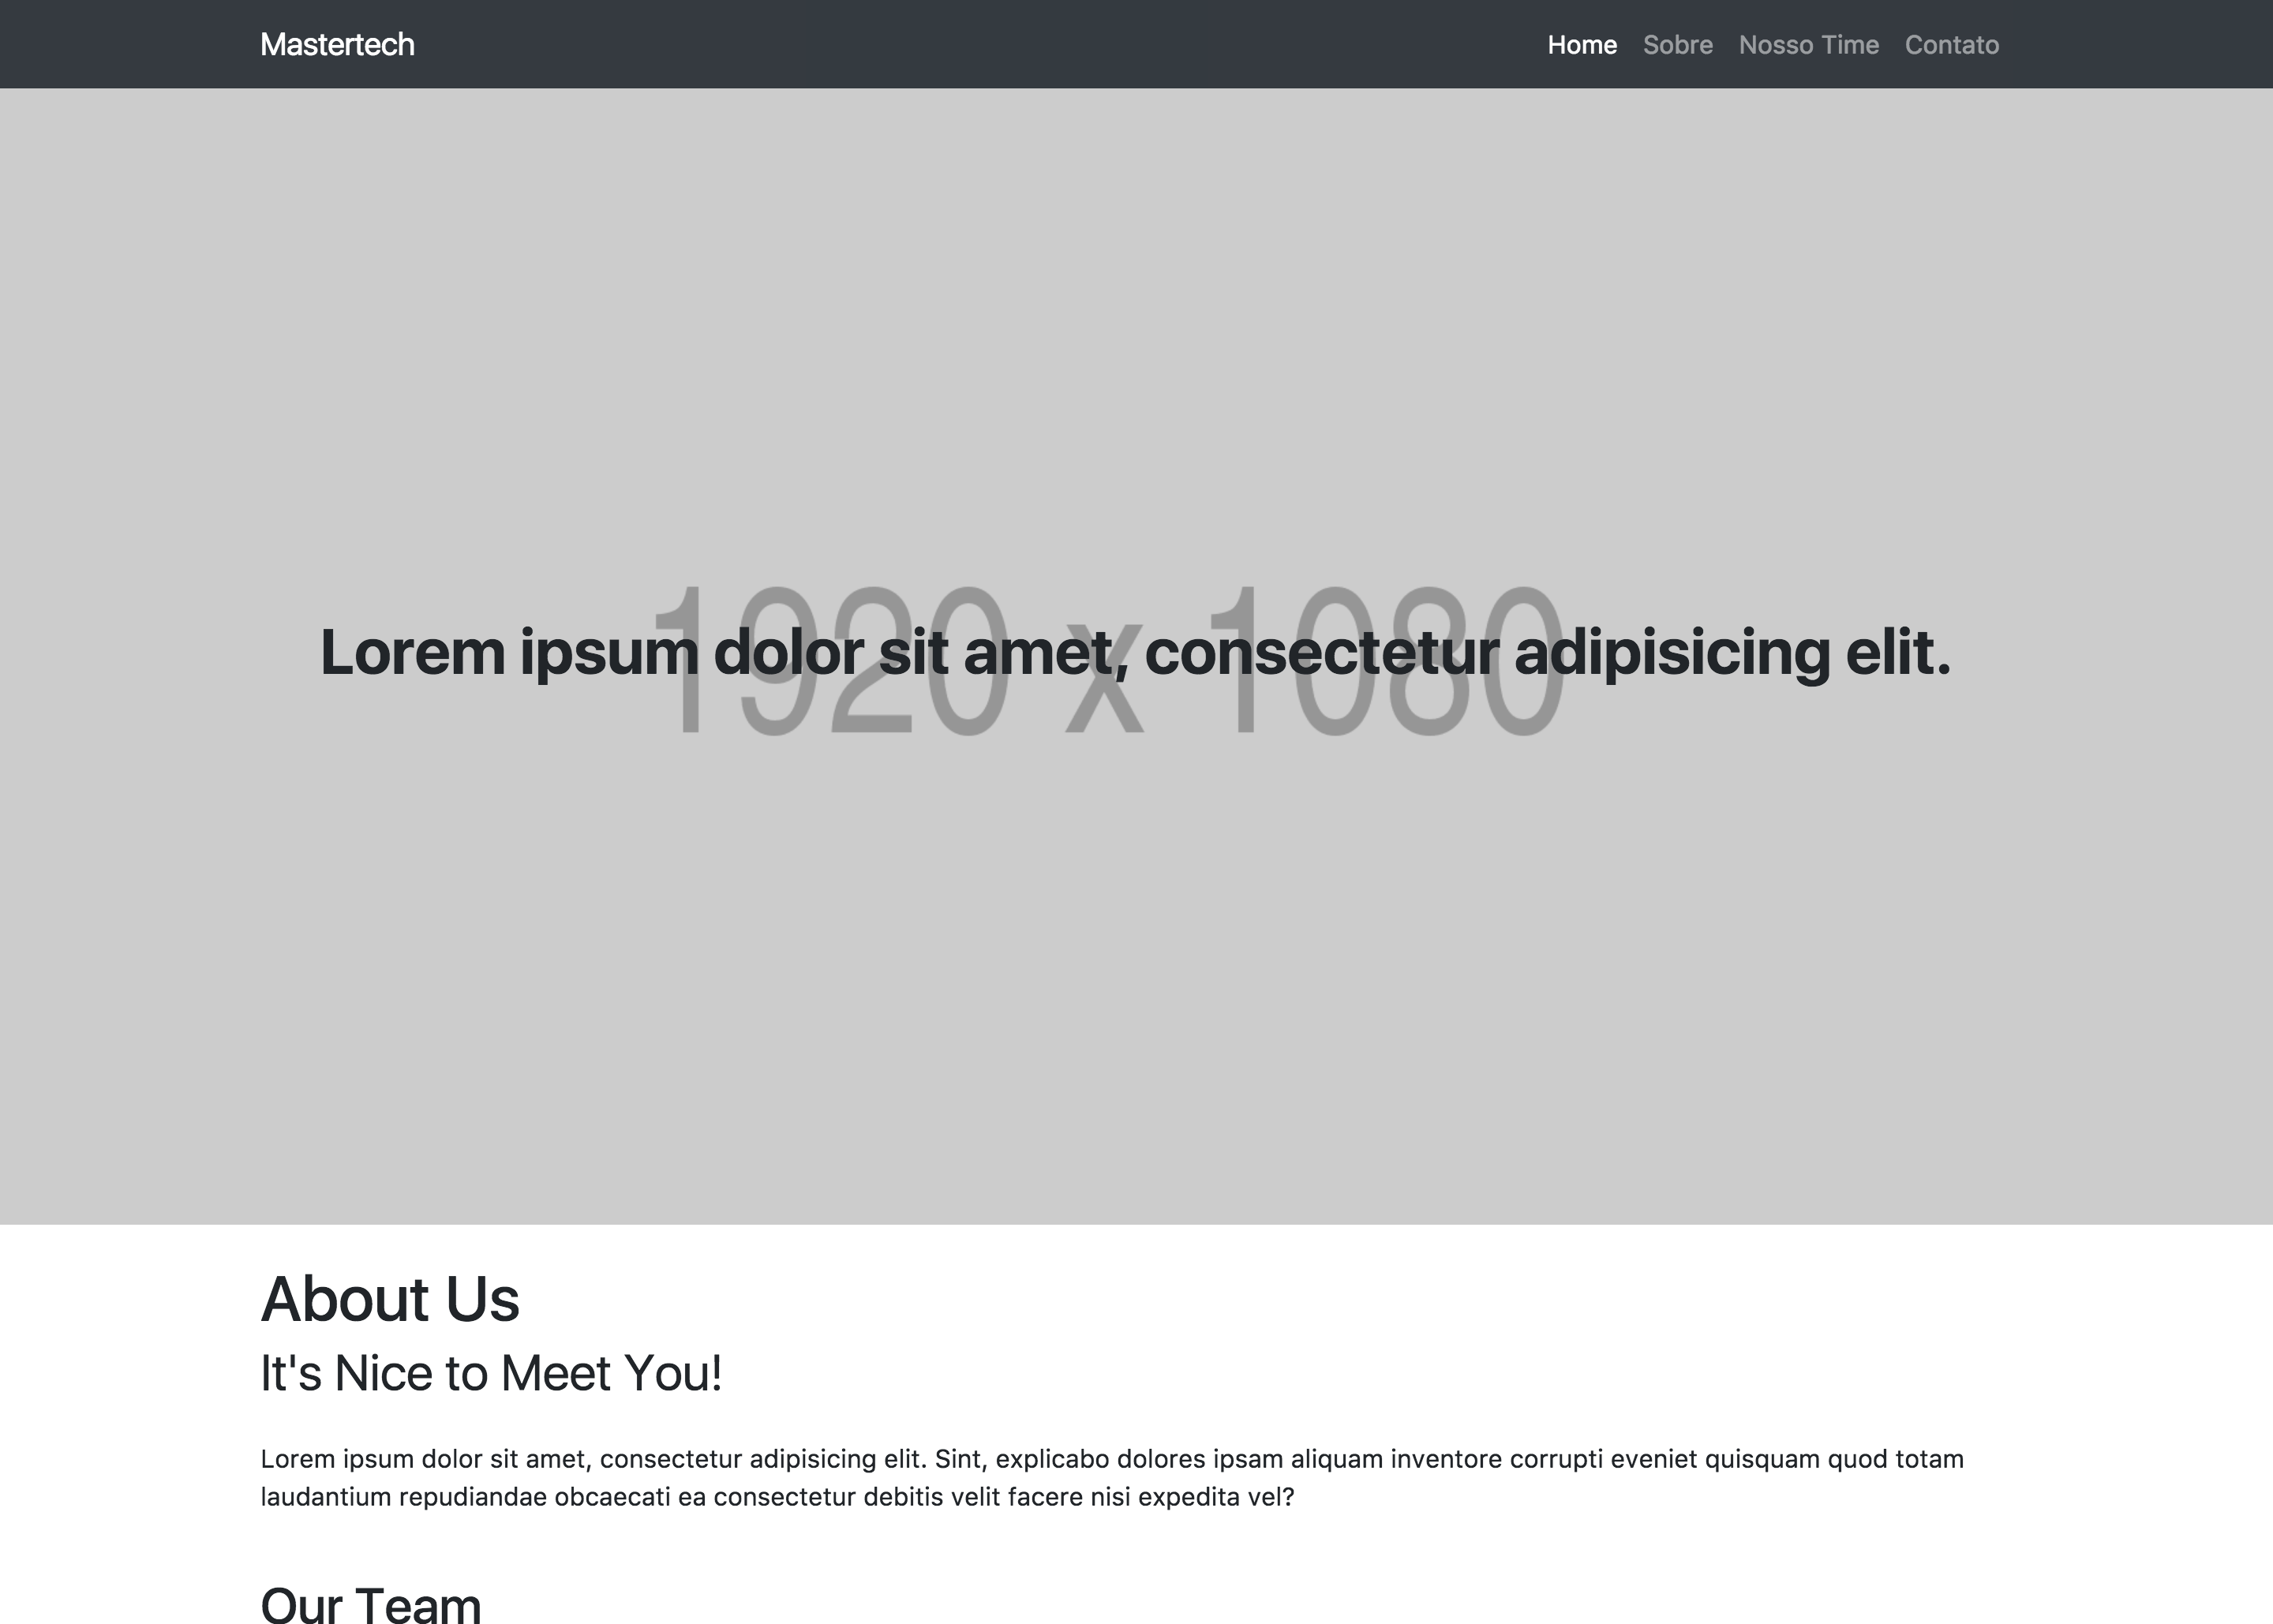 Mastertech
Home Sobre Nosso Time Contato
1920 x 1080
Lorem ipsum dolor sit amet, consectetur adipisicing elit.
About Us
It's Nice to Meet You!
Lorem ipsum dolor sit amet, consectetur adipisicing elit. Sint, explicabo dolores ipsam aliquam inventore corrupti eveniet quisquam quod totam
laudantium repudiandae obcaecati ea consectetur debitis velit facere nisi expedita vel?
Our Team